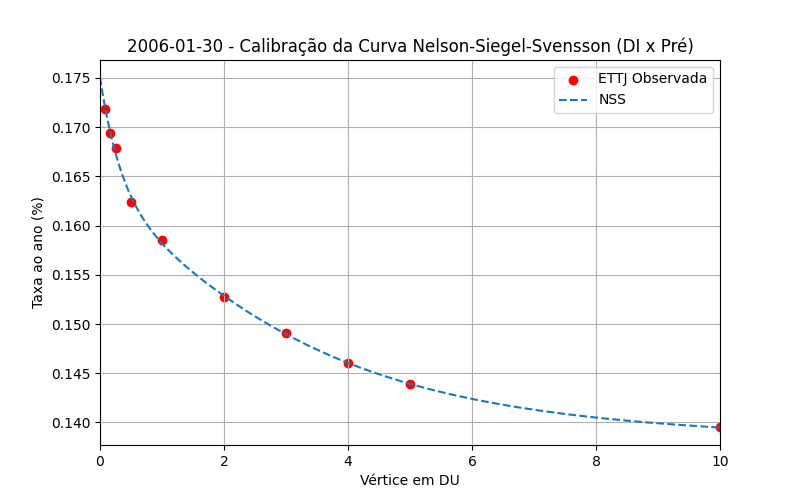 2006-01-30 - Calibração da Curva Nelson-Siegel-Svensson (DI x Pré)
ETTJ Observada
NSS
Taxa ao ano (%)
0.175
0.170
0.165
0.160
0.155
0.150
0.145
0.140
0 2 4 6 8 10
Vértice em DU